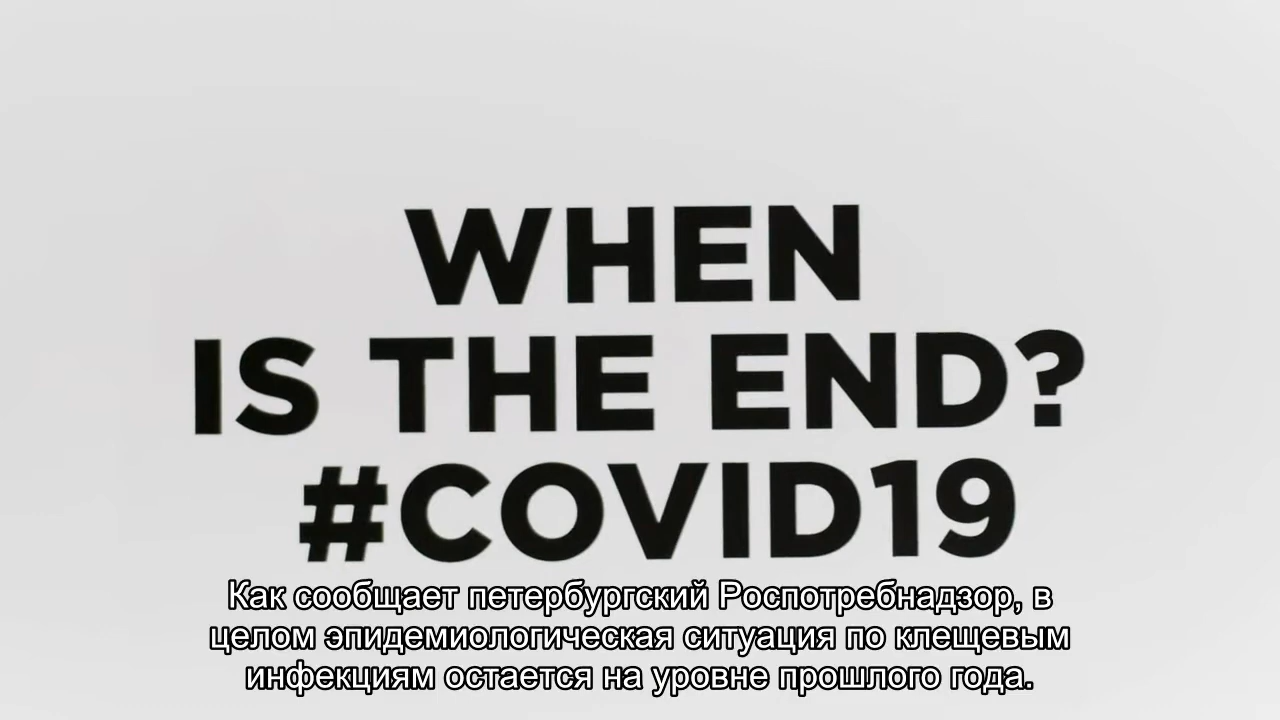 WHEN
IS THE END?
#COVID19
Как сообщает петербургский Роспотребнадзор, в
целом эпидемиологическая ситуация по клещевым
инфекциям остается на уровне прошлого года.